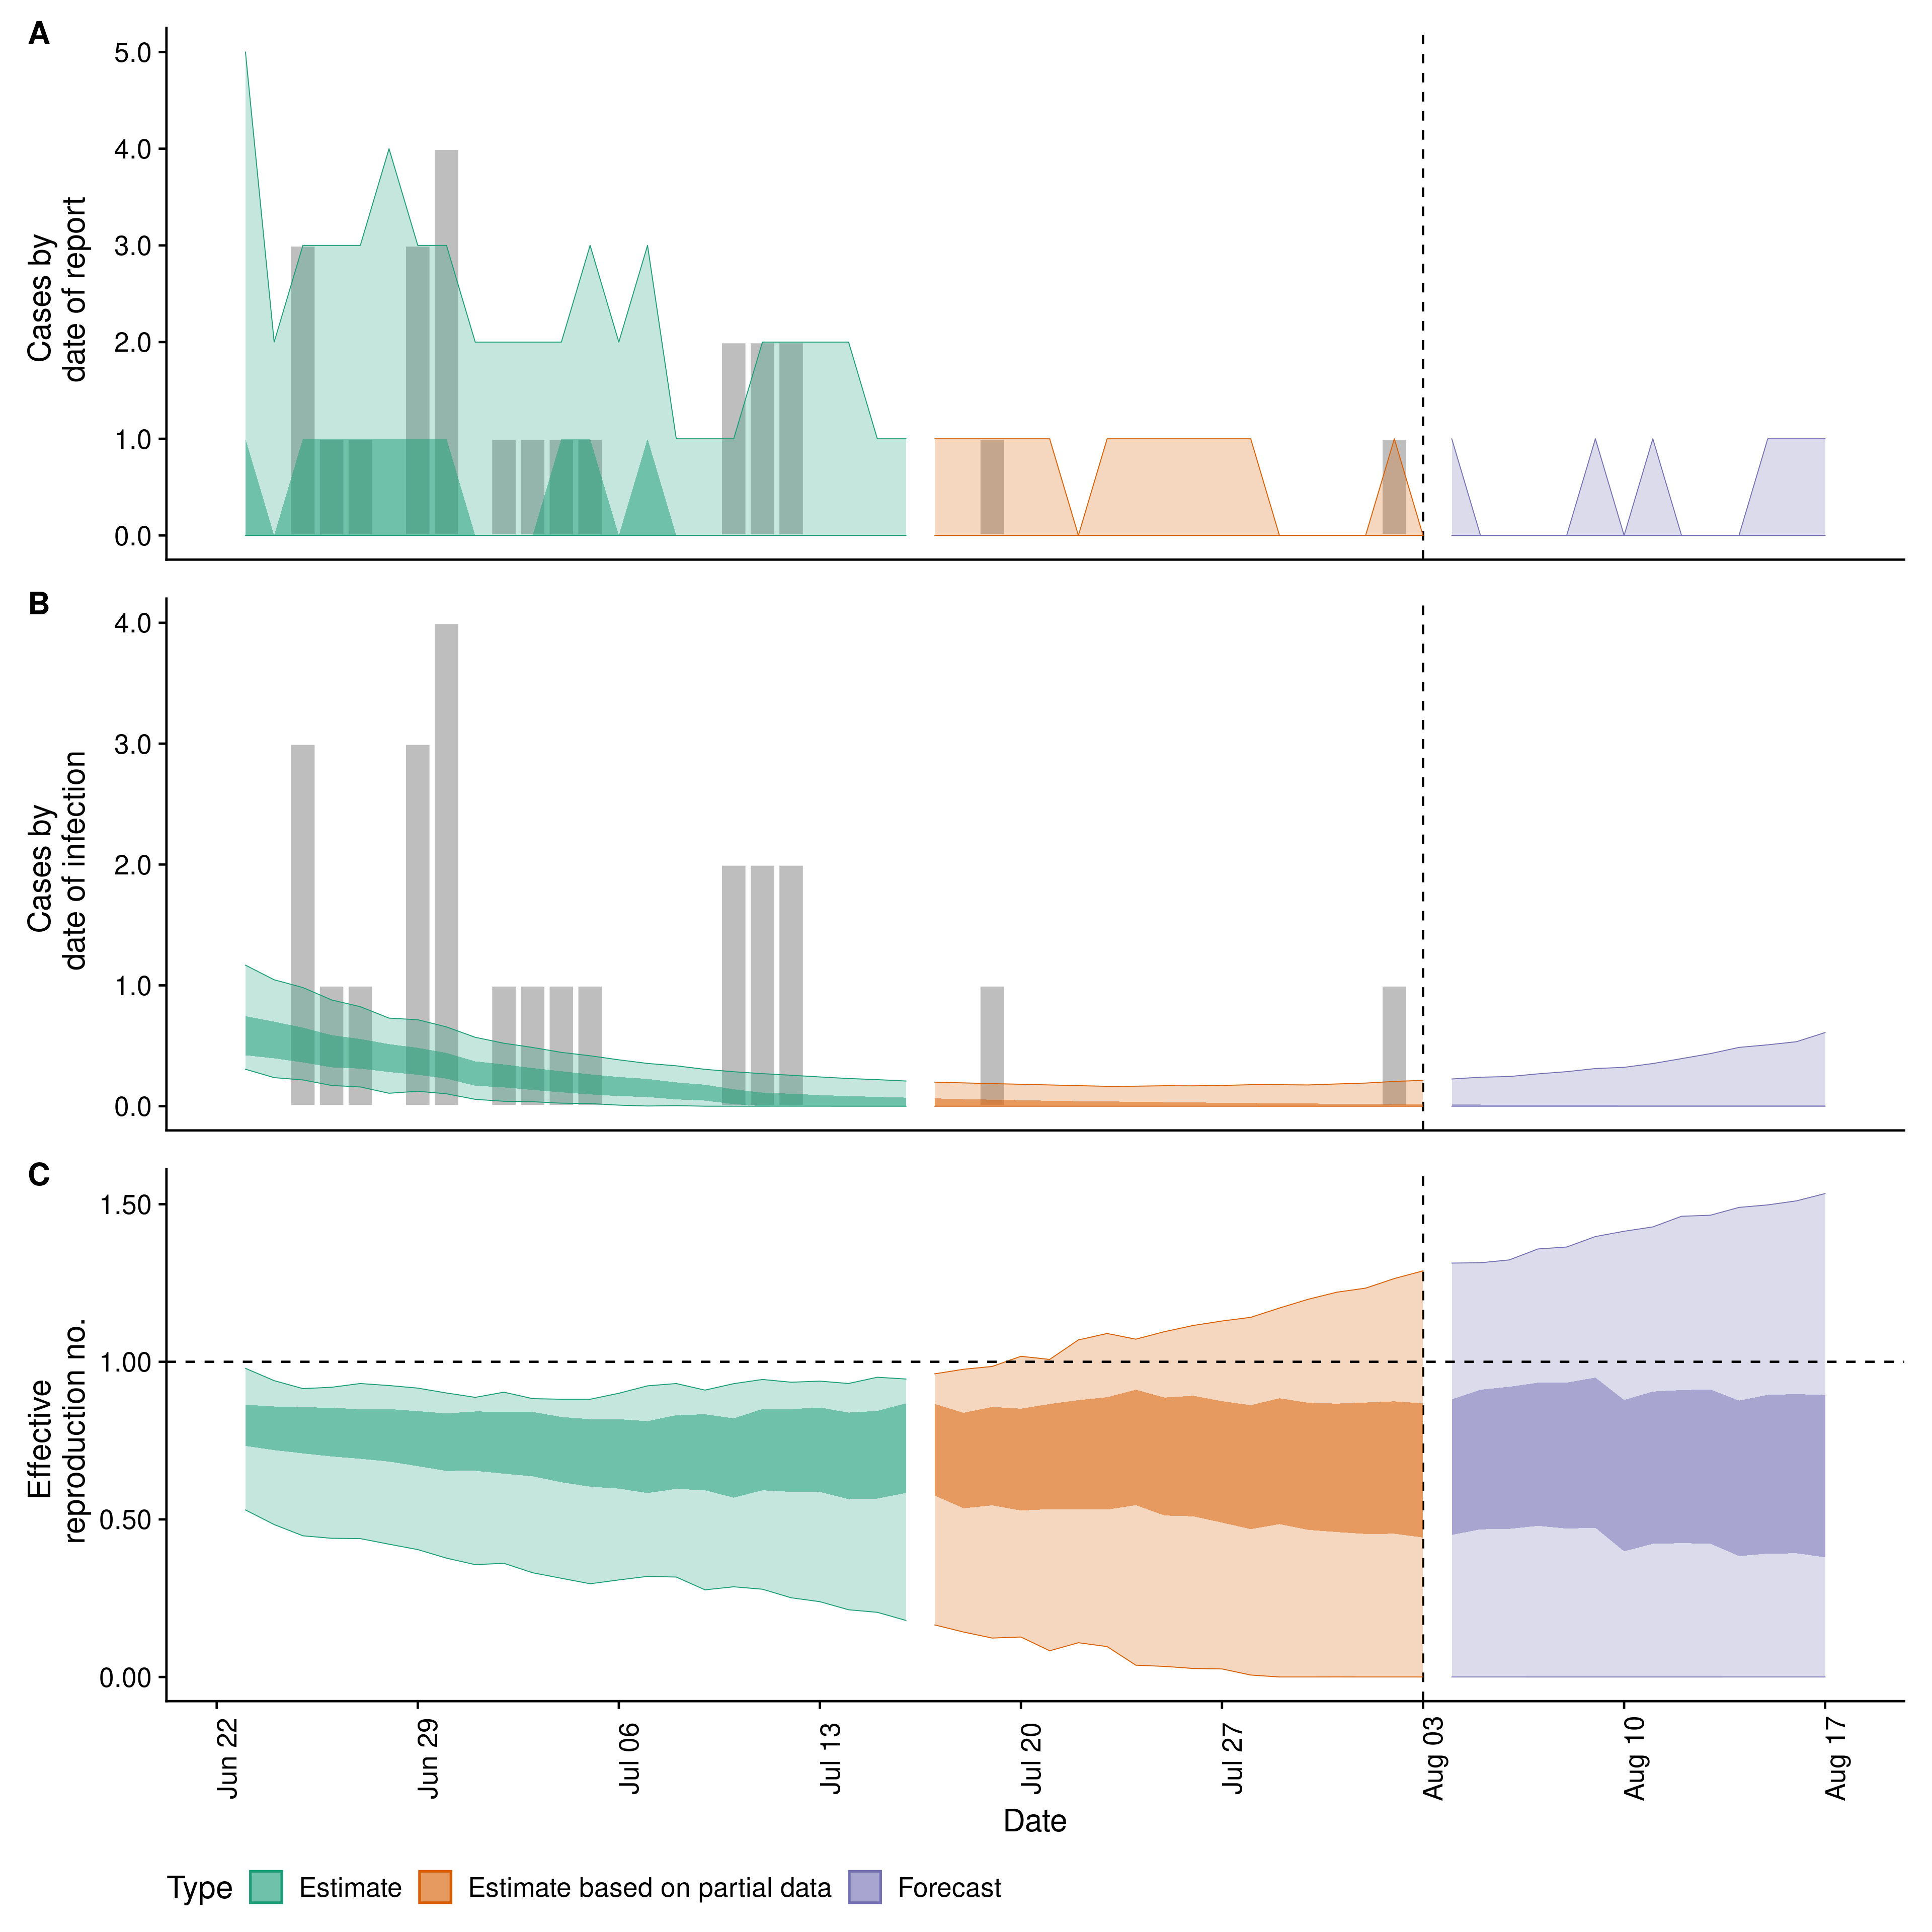 A
5.0
4.0
3.0
2.0
1.0
0.0
Cases by
date of report
B
4.0
3.0
2.0
1.0
0.0
Cases by
date of infection
C
1.50
1.00
0.50
0.00
Effective
reproduction no.
Jun 22
Jun 29
Jul 06
Jul 13
Jul 20
Jul 27
Aug 03
Aug 10
Aug 17
Date
Type Estimate Estimate based on partial data Forecast